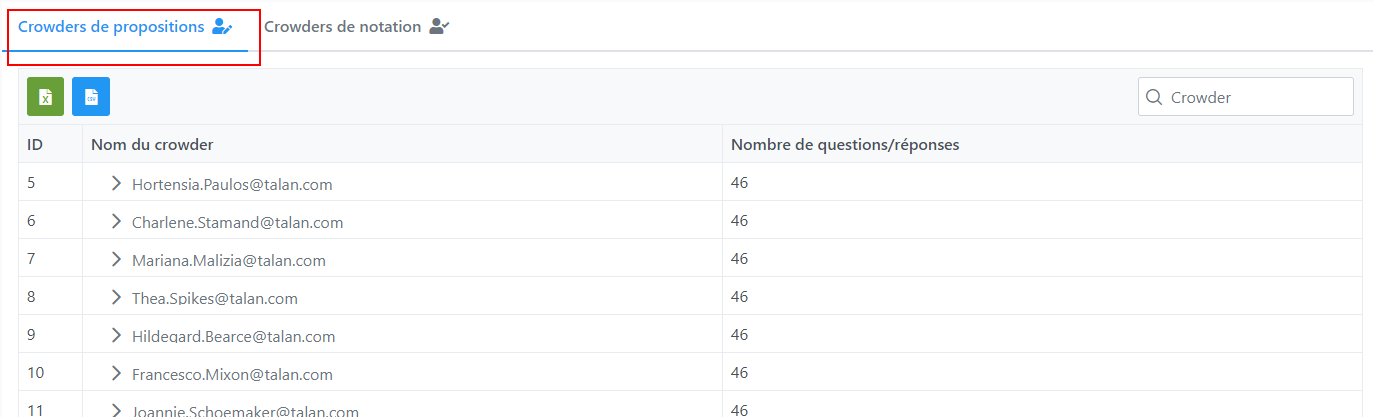 Crowders de propositions Crowders de notation
Crowder
ID Nom du crowder Nombre de questions/réponses
5 Hortensia.Paulos@talan.com 46
6 Charlene.Stamand@talan.com 46
7 Mariana.Malizia@talan.com 46
8 Thea.Spikes@talan.com 46
9 Hildegard.Bearce@talan.com 46
10 Francesco.Mixon@talan.com 46
11 Joannie.Schoemaker@talan.com 46